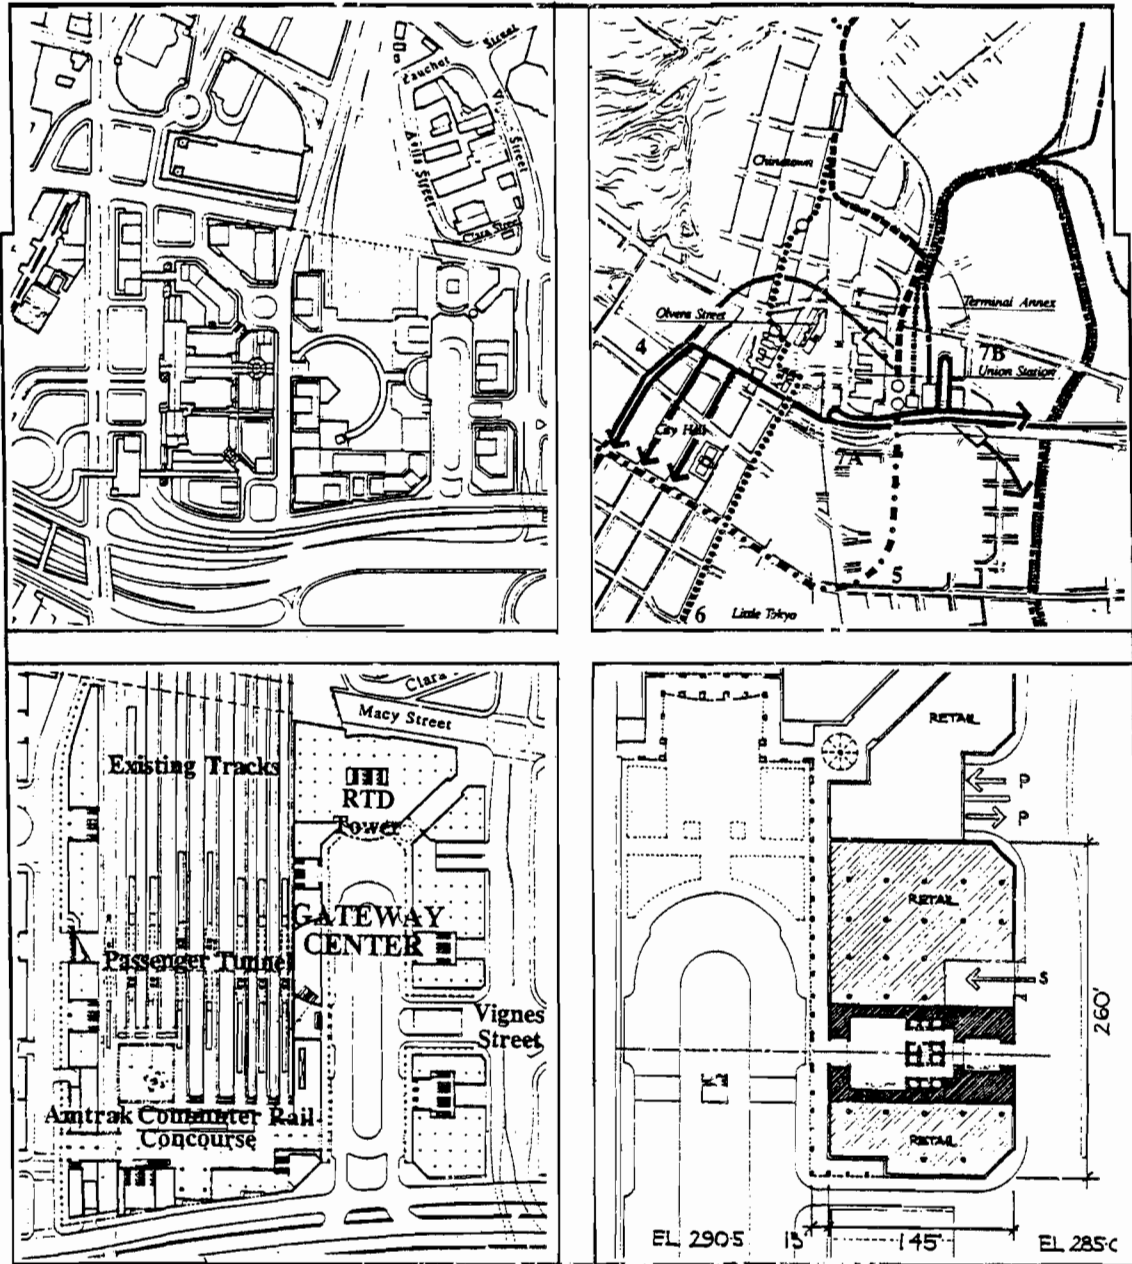 Street
Bauchet
Avila Street
Vignes Street
Clara Street
Chinatown
Terminal Annex
Olvera Street
4
7B
Union Station
City Hall
7A
5
6
Little Tokyo
Clara
Macy Street
Existing Tracks
RTD
Tower
GATEWAY
CENTER
Passenger Tunnel
Vignes
Street
Amtrak Commuter Rail
Concourse
RETAIL
P
P
RETAIL
S
260'
RETAIL
EL 290.5
15
145
EL 285.0